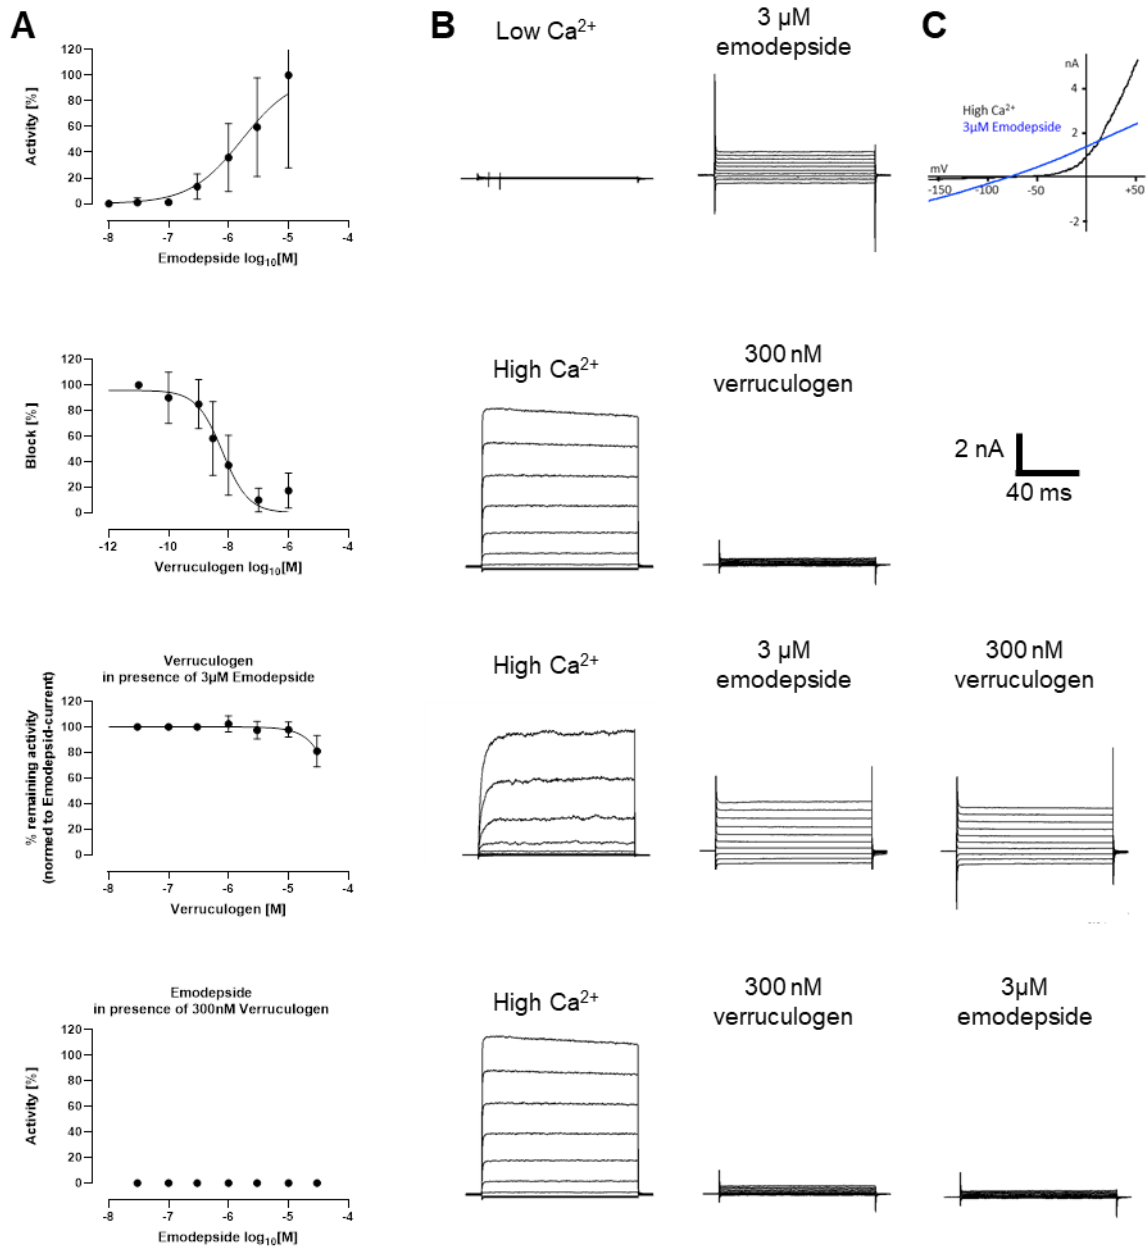 A
B
C
120
100
80
60
40
20
0
Activity [%]
-8
-7
-6
-5
-4
Emodepside log10[M]
Low Ca2+
3 µM
emodepside
nA
4
2
-2
High Ca2+
3µM Emodepside
mV
-150
-100
-50
+50
120
100
80
60
40
20
0
Block [%]
-12
-10
-8
-6
-4
Verruculogen log10[M]
High Ca2+
300 nM
verruculogen
2 nA
40 ms
Verruculogen
in presence of 3µM Emodepside
120
100
80
60
40
20
0
% remaining activity
(normed to Emodepsid-current)
-8
-7
-6
-5
-4
Verruculogen [M]
High Ca2+
3 µM
emodepside
300 nM
verruculogen
Emodepside
in presence of 300nM Verruculogen
120
100
80
60
40
20
0
Activity [%]
-8
-7
-6
-5
-4
Emodepside log10[M]
High Ca2+
300 nM
verruculogen
3µM
emodepside